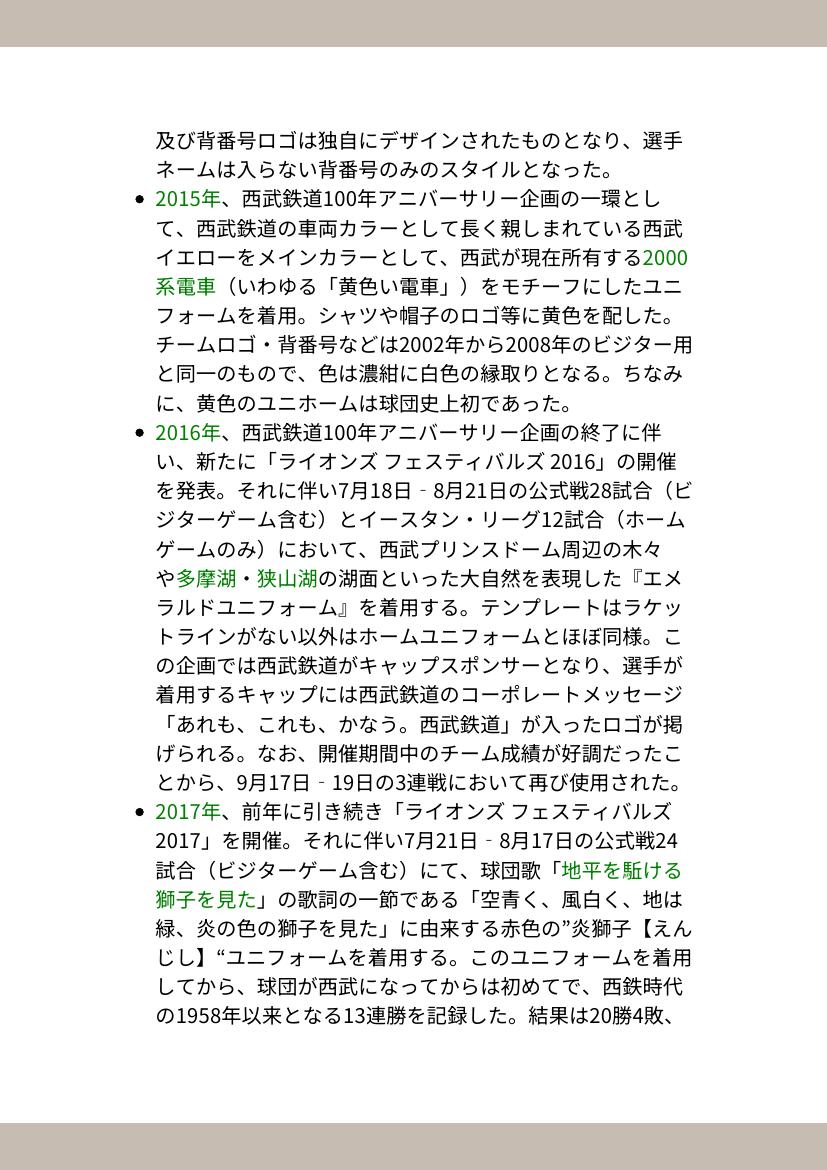 及び背番号ロゴは独自にデザインされたものとなり、選手
ネームは入らない背番号のみのスタイルとなった。
• 2015年、西武鉄道100年アニバーサリー企画の一環とし
て、西武鉄道の車両カラーとして長く親しまれている西武
イエローをメインカラーとして、西武が現在所有する2000
系電車（いわゆる「黄色い電車」）をモチーフにしたユニ
フォームを着用。シャツや帽子のロゴ等に黄色を配した。
チームロゴ・背番号などは2002年から2008年のビジター用
と同一のもので、色は濃紺に白色の縁取りとなる。ちなみ
に、黄色のユニホームは球団史上初であった。
• 2016年、西武鉄道100年アニバーサリー企画の終了に伴
い、新たに「ライオンズ フェスティバルズ 2016」の開催
を発表。それに伴い7月18日‐8月21日の公式戦28試合（ビ
ジターゲーム含む）とイースタン・リーグ12試合（ホーム
ゲームのみ）において、西武プリンスドーム周辺の木々
や多摩湖・狭山湖の湖面といった大自然を表現した『エメ
ラルドユニフォーム』を着用する。テンプレートはラケッ
トラインがない以外はホームユニフォームとほぼ同様。こ
の企画では西武鉄道がキャップスポンサーとなり、選手が
着用するキャップには西武鉄道のコーポレートメッセージ
「あれも、これも、かなう。西武鉄道」が入ったロゴが掲
げられる。なお、開催期間中のチーム成績が好調だったこ
とから、9月17日‐19日の3連戦において再び使用された。
• 2017年、前年に引き続き「ライオンズ フェスティバルズ
2017」を開催。それに伴い7月21日‐8月17日の公式戦24
試合（ビジターゲーム含む）にて、球団歌「地平を駈ける
獅子を見た」の歌詞の一節である「空青く、風白く、地は
緑、炎の色の獅子を見た」に由来する赤色の”炎獅子【えん
じし】“ユニフォームを着用する。このユニフォームを着用
してから、球団が西武になってからは初めてで、西鉄時代
の1958年以来となる13連勝を記録した。結果は20勝4敗、